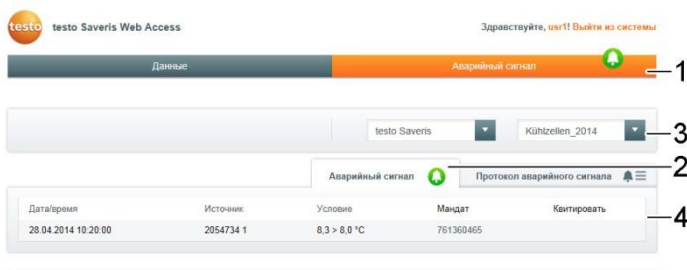 testo testo Saveris Web Access Здравствуйте, usr1! Выйти из системы
Данные Аварийный сигнал 1
testo Saveris Kühlzellen_2014 3
Аварийный сигнал 2 Протокол аварийного сигнала
Дата/время Источник Условие Мандат Квитировать 4
28.04.2014 10:20:00 2054734 1 8,3 > 8,0 °C 761360465